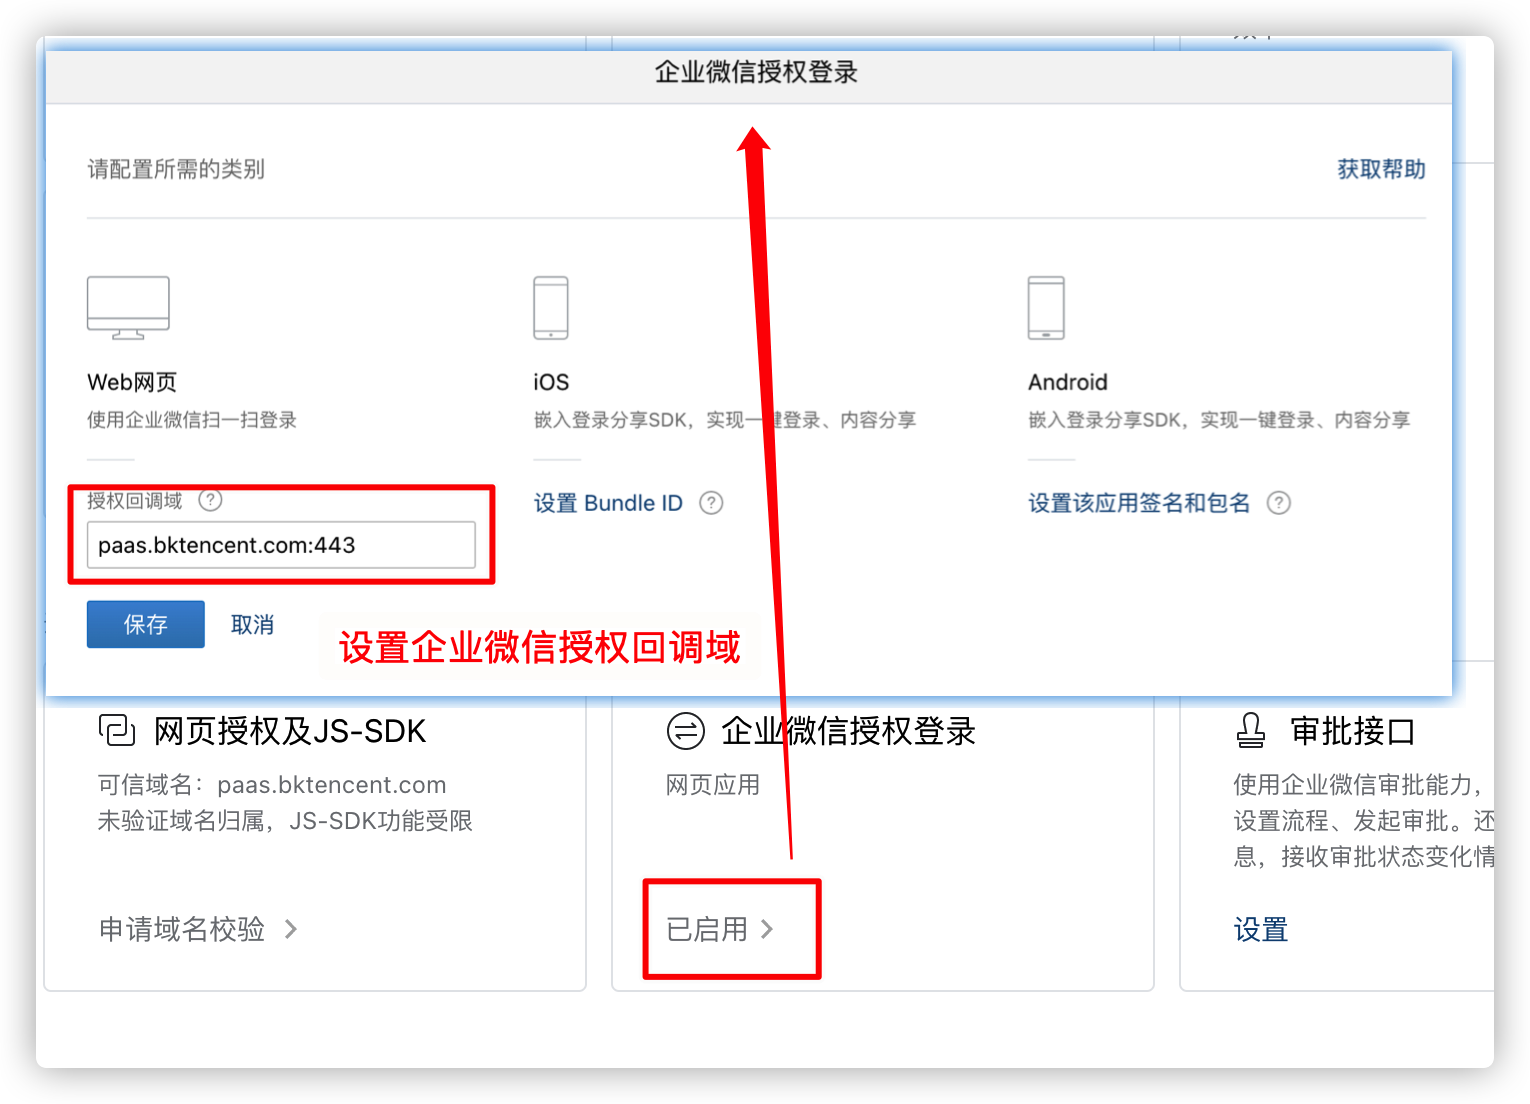 企业微信授权登录
请配置所需的类别
获取帮助
Web网页
使用企业微信扫一扫登录
授权回调域 ?
paas.bktencent.com:443
保存
取消
iOS
嵌入登录分享SDK，实现一键登录、内容分享
设置 Bundle ID ?
Android
嵌入登录分享SDK，实现一键登录、内容分享
设置该应用签名和包名 ?
设置企业微信授权回调域
网页授权及JS-SDK
可信域名：paas.bktencent.com
未验证域名归属，JS-SDK功能受限
申请域名校验
企业微信授权登录
网页应用
已启用
审批接口
使用企业微信审批能力，
设置流程、发起审批。还
息，接收审批状态变化情
设置